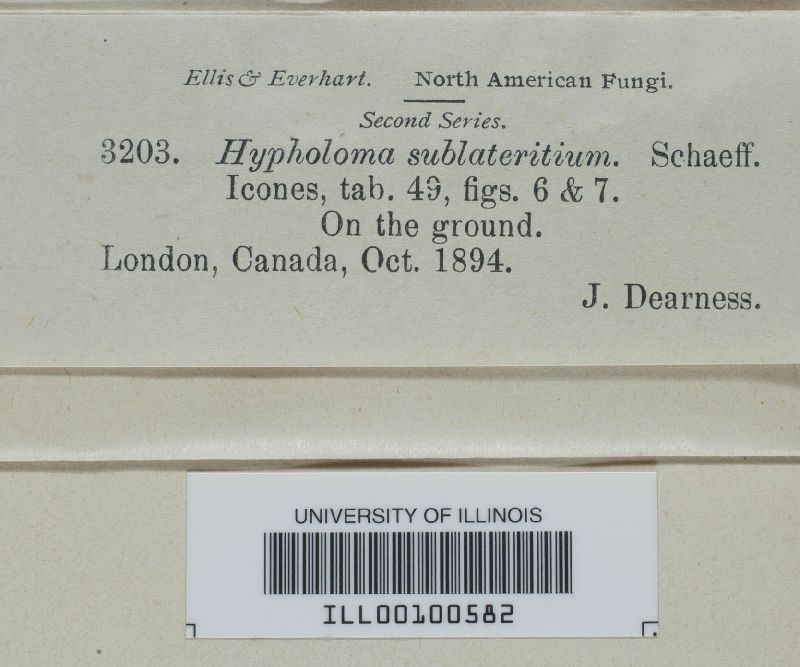 Ellis & Everhart. North American Fungi.
Second Series.
3203. Hypholoma sublateritium. Schaeff.
Icones, tab. 49, figs. 6 & 7.
On the ground.
London, Canada, Oct. 1894.
J. Dearness.
UNIVERSITY OF ILLINOIS
ILL00100582